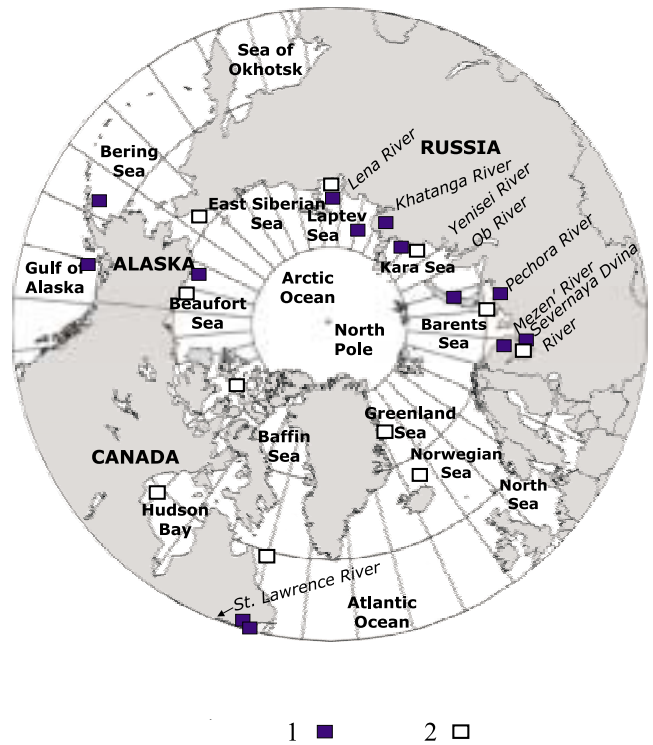 Sea of
Okhotsk
RUSSIA
Lena River
Khatanga River
Yenisei River
Ob River
Pechora River
Mezen' River
Severnaya Dvina
River
Bering
Sea
East Siberian
Sea
Laptev
Sea
Kara Sea
Gulf of
Alaska
ALASKA
Beaufort
Sea
Arctic
Ocean
North
Pole
Barents
Sea
Greenland
Sea
Norwegian
Sea
North
Sea
Baffin
Sea
CANADA
Hudson
Bay
St. Lawrence River
Atlantic
Ocean
1 2